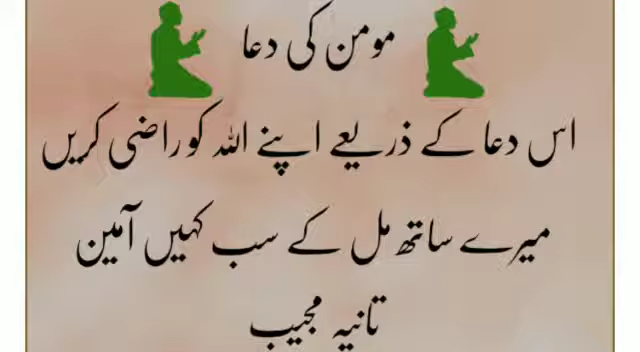 مومن کی دعا
اس دعا کے ذریعے اپنے اللہ کو راضی کریں
میرے ساتھ مل کے سب کہیں آمین
تانیہ مجیب